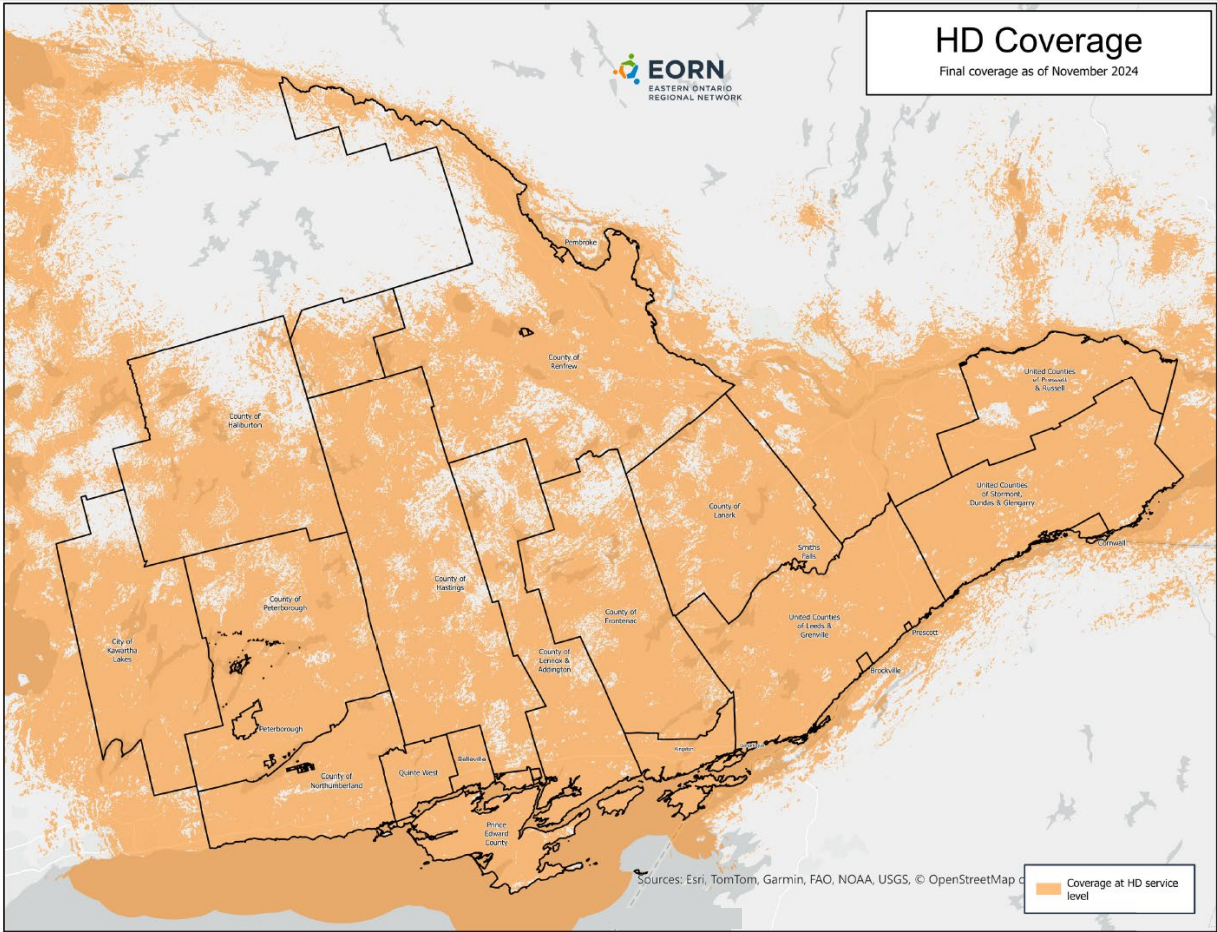 HD Coverage
Final coverage as of November 2024
EORN
EASTERN ONTARIO
REGIONAL NETWORK
Pembroke
County of
Renfrew
United Counties
of Prescott
& Russell
County of
Haliburton
United Counties
of Stormont,
Dundas & Glengarry
County of
Lanark
Cornwall
Smiths
Falls
County of
Hastings
County of
Peterborough
County of
Frontenac
United Counties
of Leeds &
Grenville
Prescott
City of
Kawartha
Lakes
County of
Lennox &
Addington
Brockville
Peterborough
Belleville
Quinte West
County of
Northumberland
Prince
Edward
County
Sources: Esri, TomTom, Garmin, FAO, NOAA, USGS, © OpenStreetMap
Coverage at HD service
level